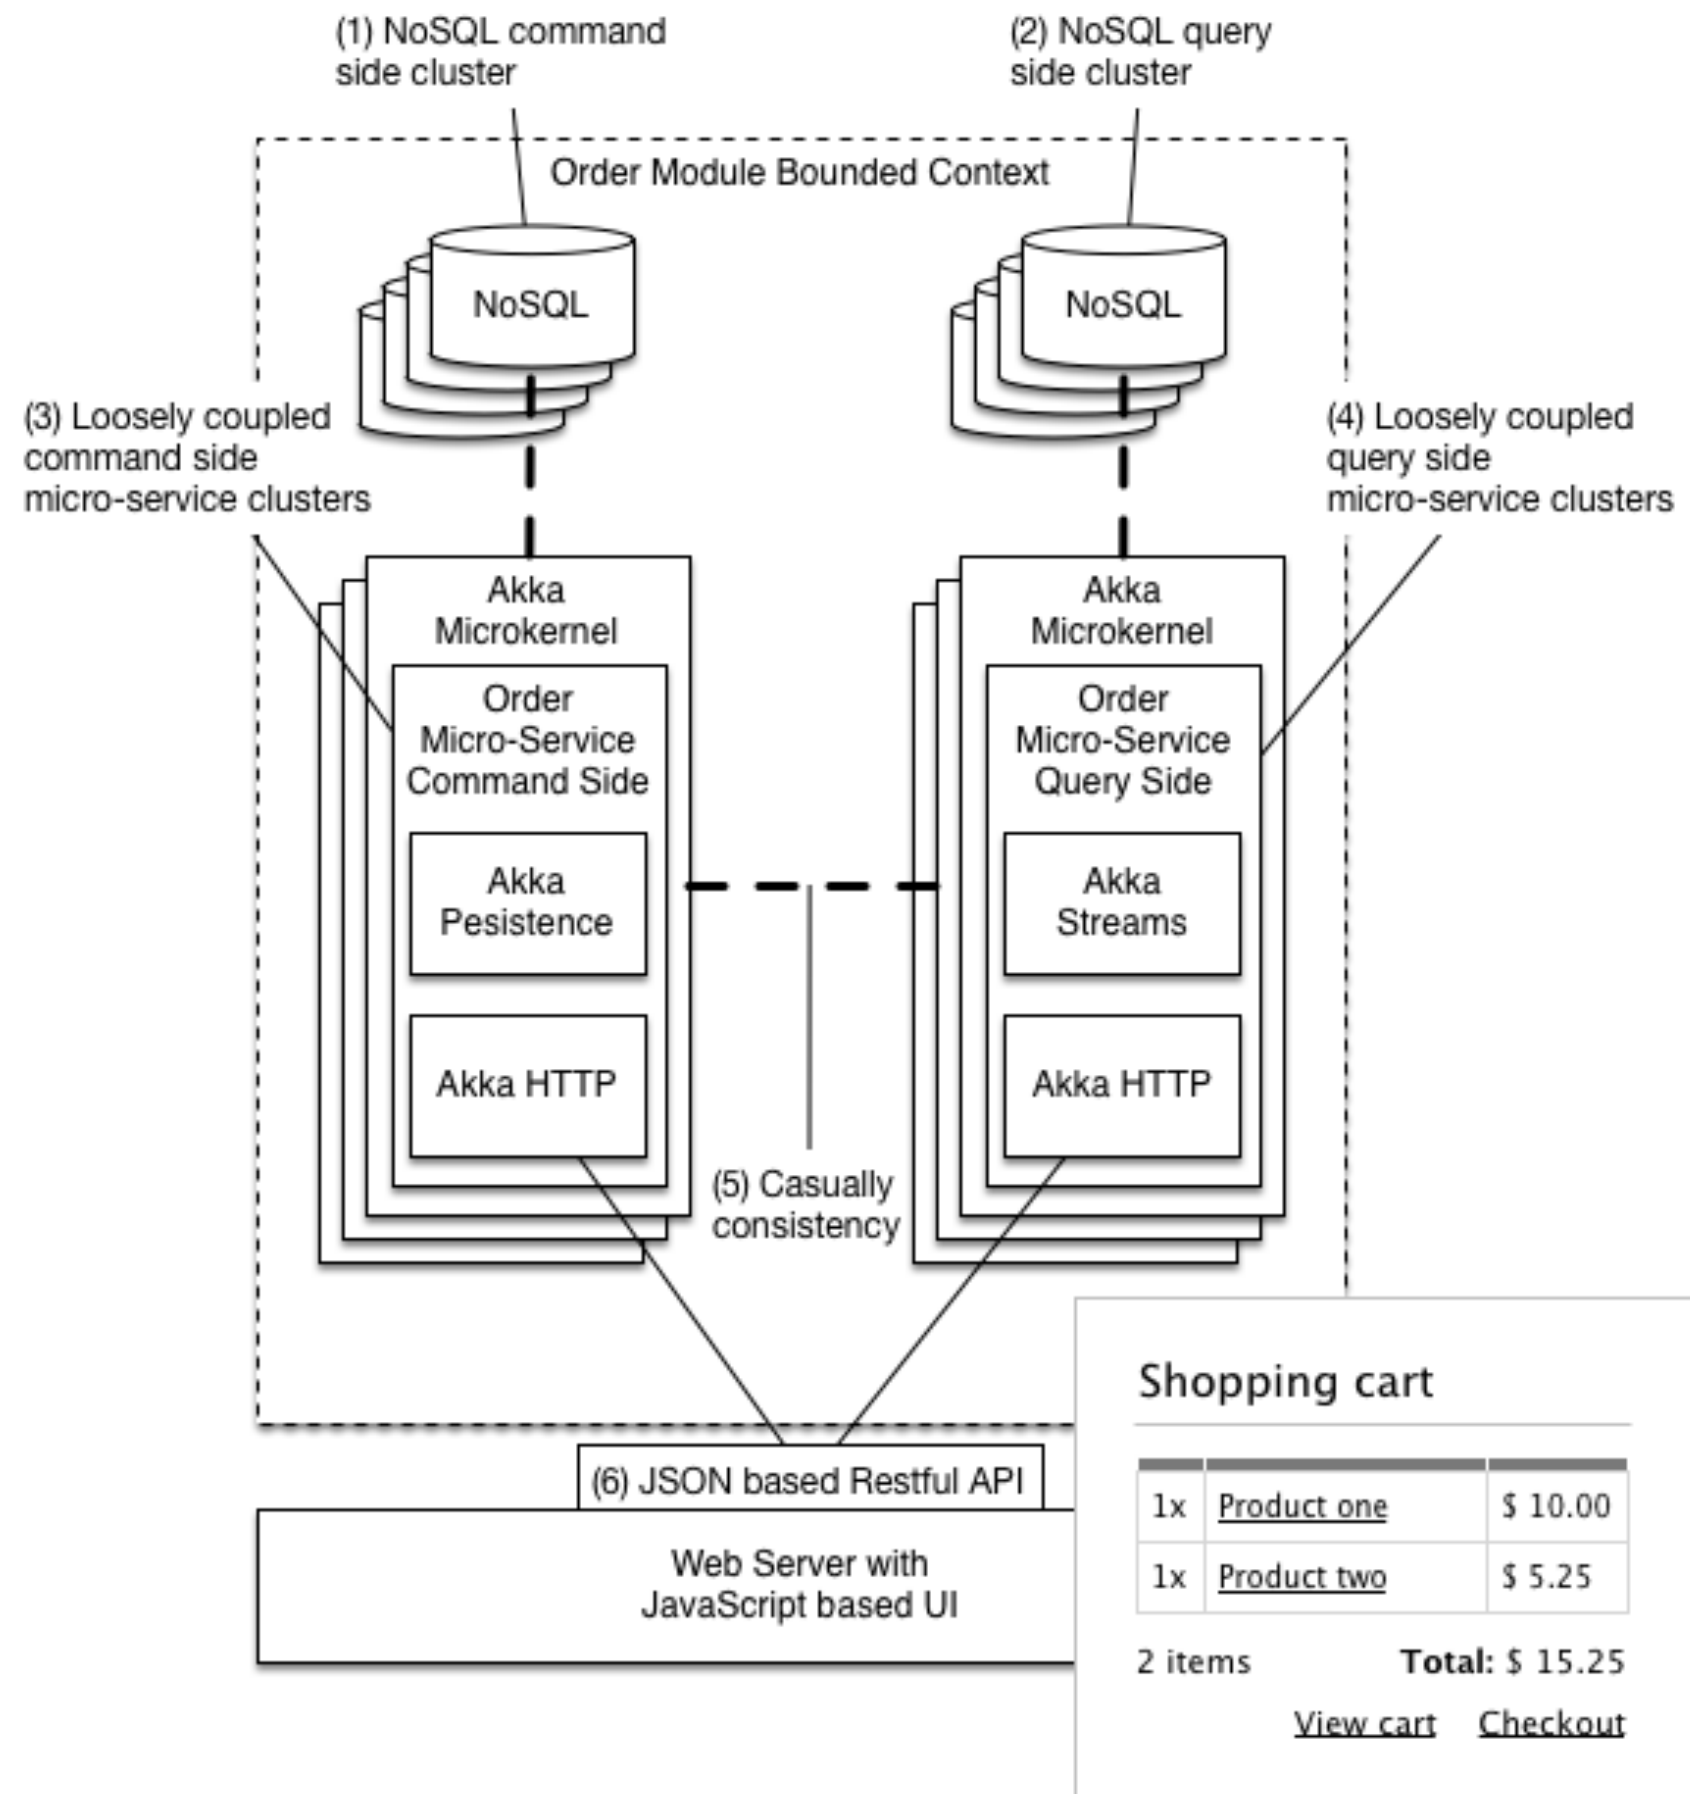 (1) NoSQL command
side cluster
(2) NoSQL query
side cluster
Order Module Bounded Context
NoSQL
NoSQL
(3) Loosely coupled
command side
micro-service clusters
(4) Loosely coupled
query side
micro-service clusters
Akka
Microkernel
Order
Micro-Service
Command Side
Akka
Pesistence
Akka HTTP
Akka
Microkernel
Order
Micro-Service
Query Side
Akka
Streams
Akka HTTP
(5) Casually
consistency
(6) JSON based Restful API
Web Server with
JavaScript based UI
Shopping cart
1x Product one $ 10.00
1x Product two $ 5.25
2 items Total: $ 15.25
View cart Checkout